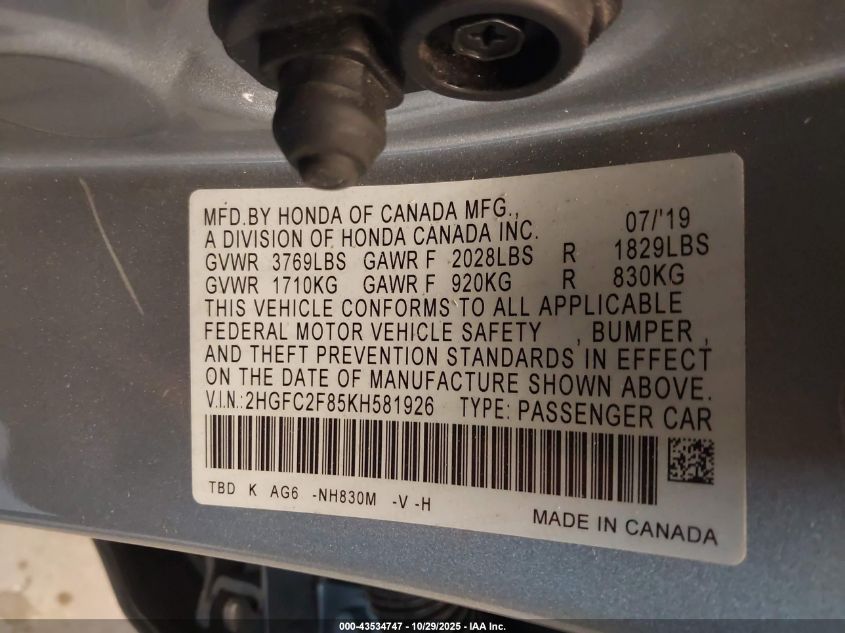 MFD.BY HONDA OF CANADA MFG., 07/'19
A DIVISION OF HONDA CANADA INC.
GVWR 3769LBS GAWR F 2028LBS R 1829LBS
GVWR 1710KG GAWR F 920KG R 830KG
THIS VEHICLE CONFORMS TO ALL APPLICABLE
FEDERAL MOTOR VEHICLE SAFETY , BUMPER ,
AND THEFT PREVENTION STANDARDS IN EFFECT
ON THE DATE OF MANUFACTURE SHOWN ABOVE.
V.I.N.:2HGFC2F85KH581926 TYPE: PASSENGER CAR
TBD K AG6 -NH830M -V -H
MADE IN CANADA
000-43534747 - 10/29/2025 - IAA Inc.